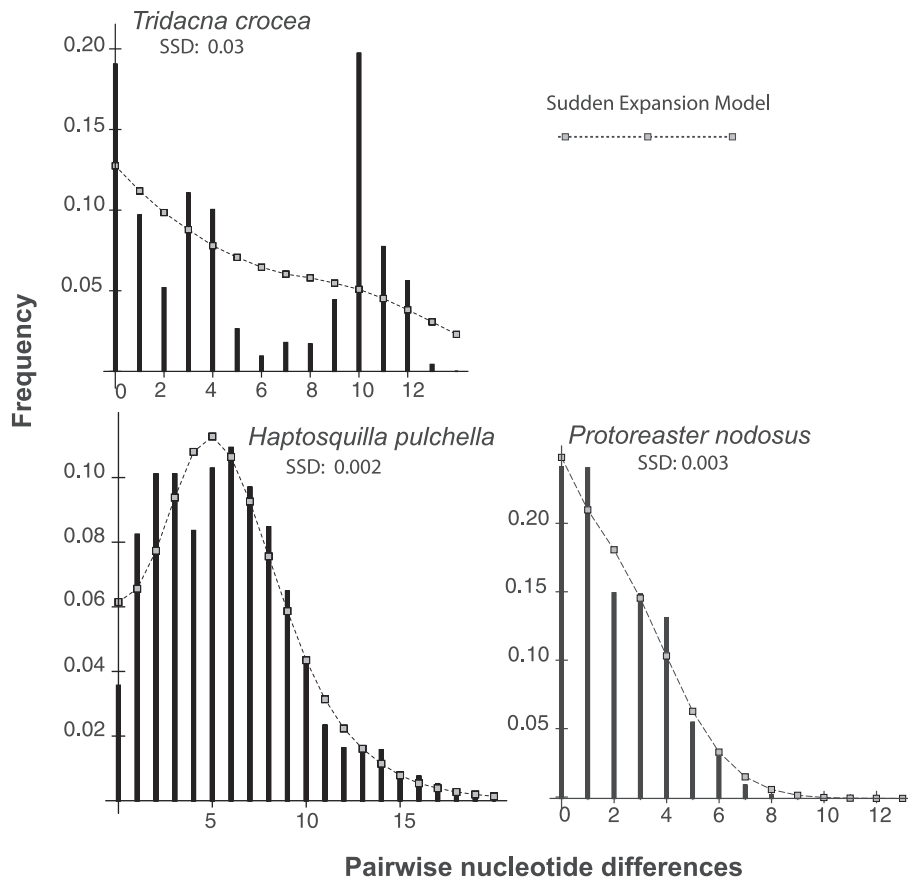 Tridacna crocea
SSD: 0.03
0.20
0.15
0.10
0.05
0 2 4 6 8 10 12
Sudden Expansion Model
Frequency
Haptosquilla pulchella
SSD: 0.002
0.10
0.08
0.06
0.04
0.02
5 15
Protoreaster nodosus
SSD: 0.003
0.20
0.15
0.10
0.05
0 2 4 6 8 10 12
Pairwise nucleotide differences